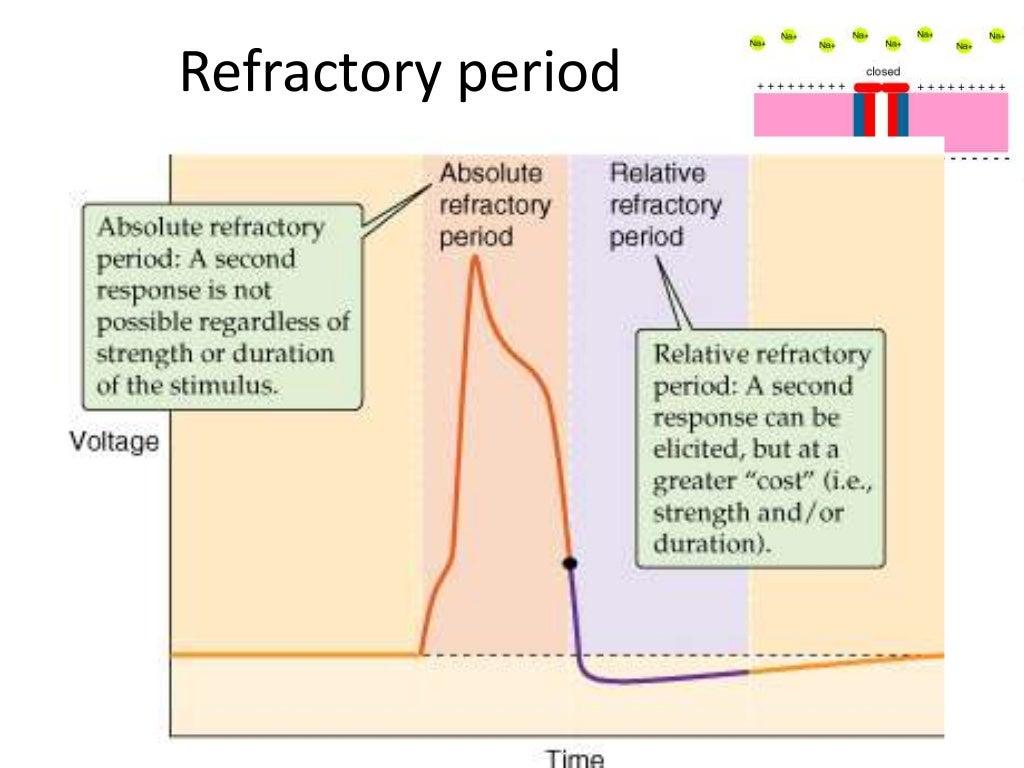 Refractory period
Na+ Na+ Na+ Na+ Na+ Na+ Na+ Na+
closed
+ + + + + + + + + + + + + + + + + +
Absolute
refractory
period
Relative
refractory
period
Absolute refractory
period: A second
response is not
possible regardless of
strength or duration
of the stimulus.
Relative refractory
period: A second
response can be
elicited, but at a
greater “cost” (i.e.,
strength and/or
duration).
Voltage
Time